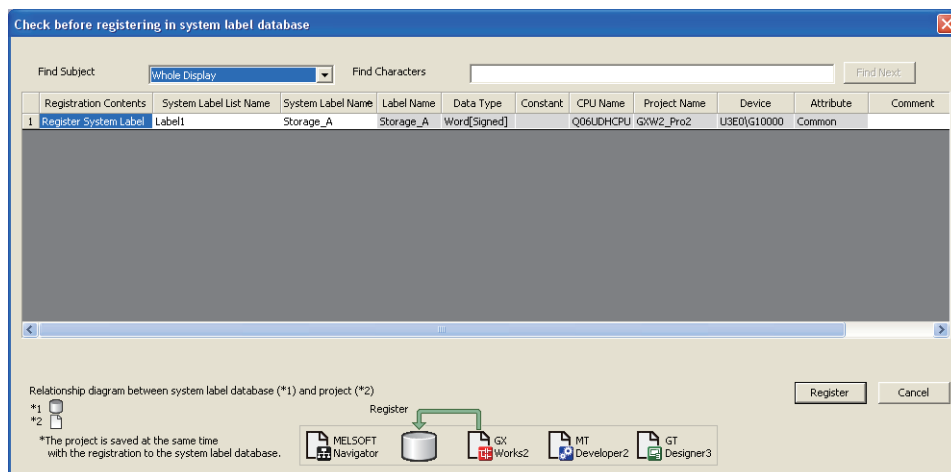 Check before registering in system label database
Find Subject Whole Display Find Characters Find Next
Registration Contents System Label List Name System Label Name Label Name Data Type Constant CPU Name Project Name Device Attribute Comment
1 Register System Label Label1 Storage_A Storage_A Word[Signed] Q06UDHCPU GXW2_Pro2 U3E0\G10000 Common
Relationship diagram between system label database (*1) and project (*2)
Register Cancel
*1
*2
Register
*The project is saved at the same time
with the registration to the system label database.
MELSOFT
Navigator
GX
Works2
MT
Developer2
GT
Designer3